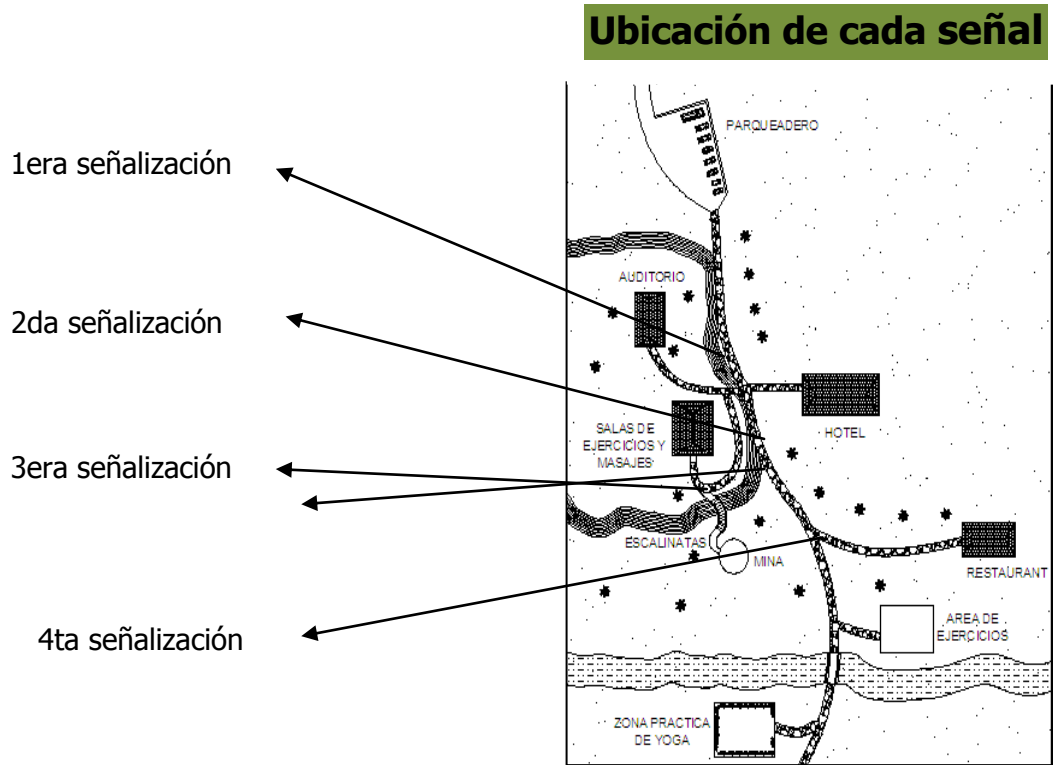 Ubicación de cada señal
1era señalización
2da señalización
3era señalización
4ta señalización
PARQUEADERO
AUDITORIO
HOTEL
SALAS DE
EJERCICIOS Y
MASAJES
ESCALINATAS
MINA
RESTAURANT
AREA DE
EJERCICIOS
ZONA PRACTICA
DE YOGA